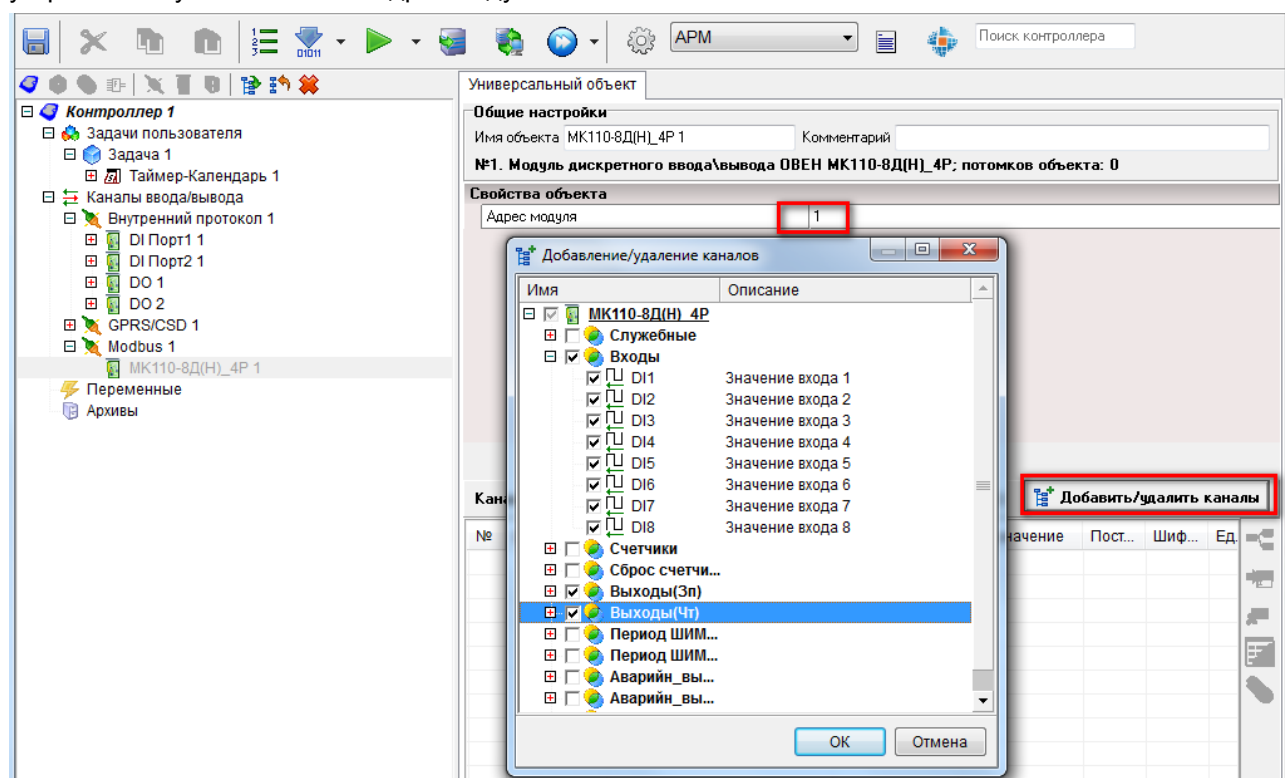 АРМ
Поиск контроллера
Контроллер 1
Задачи пользователя
Задача 1
Таймер-Календарь 1
Каналы ввода/вывода
Внутренний протокол 1
DI Порт1 1
DI Порт2 1
DO 1
DO 2
GPRS/CSD 1
Modbus 1
МК110-8Д(Н)_4Р 1
Переменные
Архивы
Универсальный объект
Общие настройки
Имя объекта МК110-8Д(Н)_4Р 1 Комментарий
№1. Модуль дискретного ввода\вывода ОВЕН МК110-8Д(Н)_4Р; потомков объекта: 0
Свойства объекта
Адрес модуля 1
Добавление/удаление каналов
Имя Описание
МК110-8Д(Н)_4Р
Служебные
Входы
DI1 Значение входа 1
DI2 Значение входа 2
DI3 Значение входа 3
DI4 Значение входа 4
DI5 Значение входа 5
DI6 Значение входа 6
DI7 Значение входа 7
DI8 Значение входа 8
Счетчики
Сброс счетчи...
Выходы(Зп)
Выходы(Чт)
Период ШИМ...
Период ШИМ...
Аварийн_вы...
Аварийн_вы...
ОК Отмена
Добавить/удалить каналы
№ Пост... Шиф... Ед.